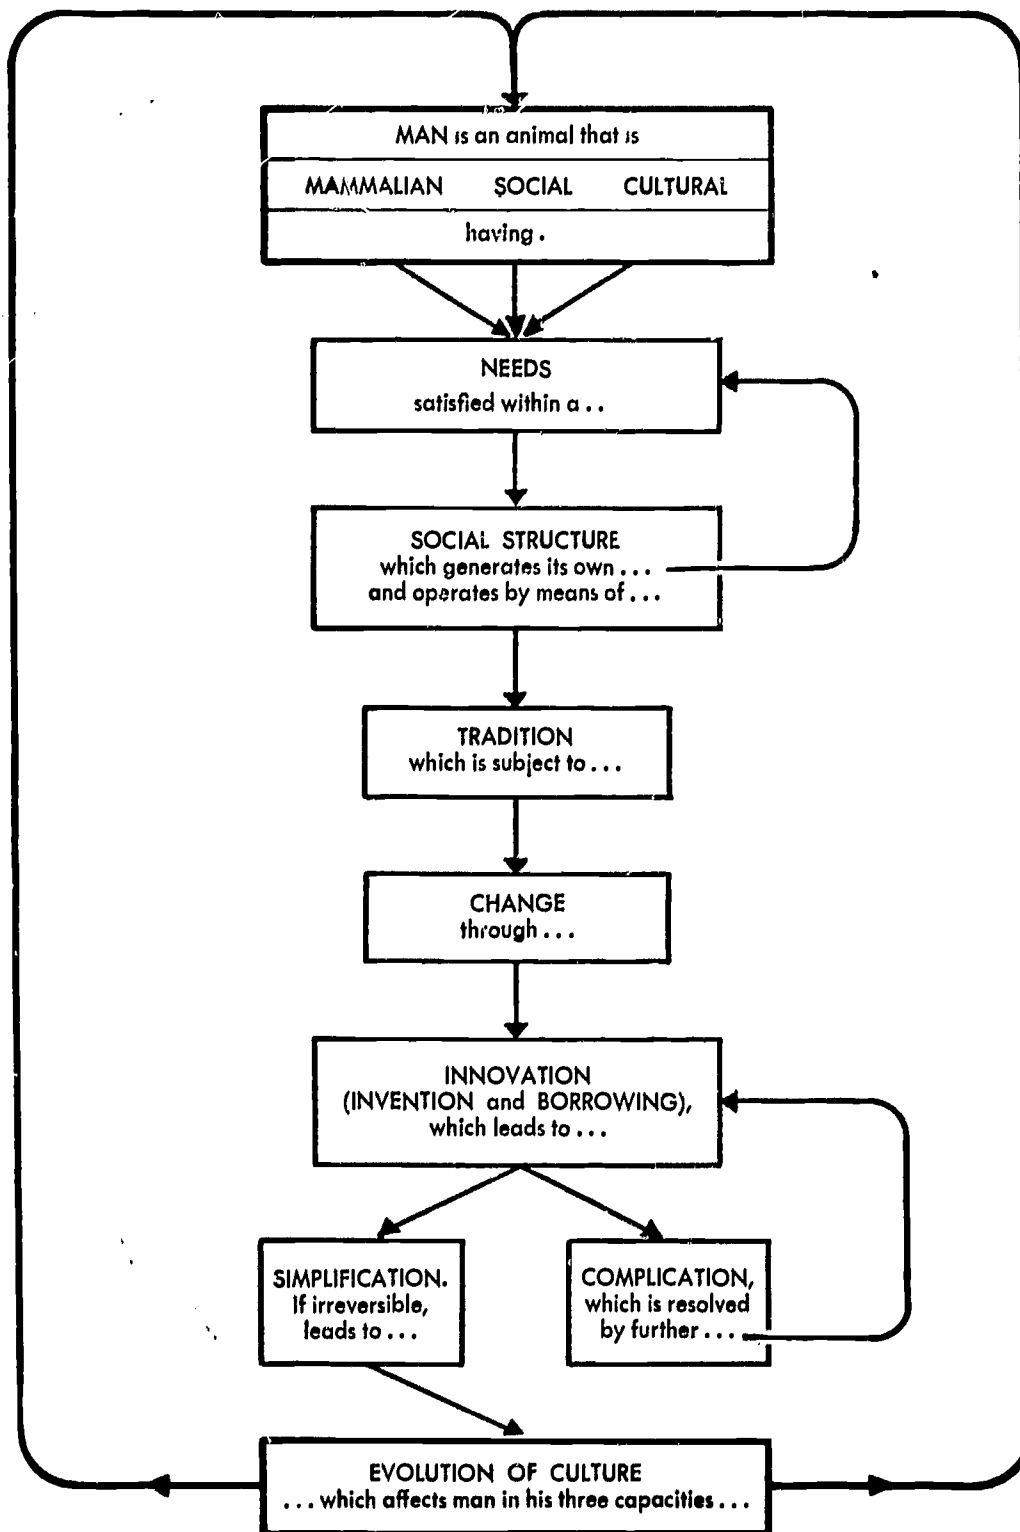 MAN is an animal that is
MAMMALIAN SOCIAL CULTURAL
having .
NEEDS
satisfied within a . .
SOCIAL STRUCTURE
which generates its own . . .
and operates by means of . . .
TRADITION
which is subject to . . .
CHANGE
through . . .
INNOVATION
(INVENTION and BORROWING),
which leads to . . .
SIMPLIFICATION.
If irreversible,
leads to . . .
COMPLICATION,
which is resolved
by further . . .
EVOLUTION OF CULTURE
. . . which affects man in his three capacities . . .